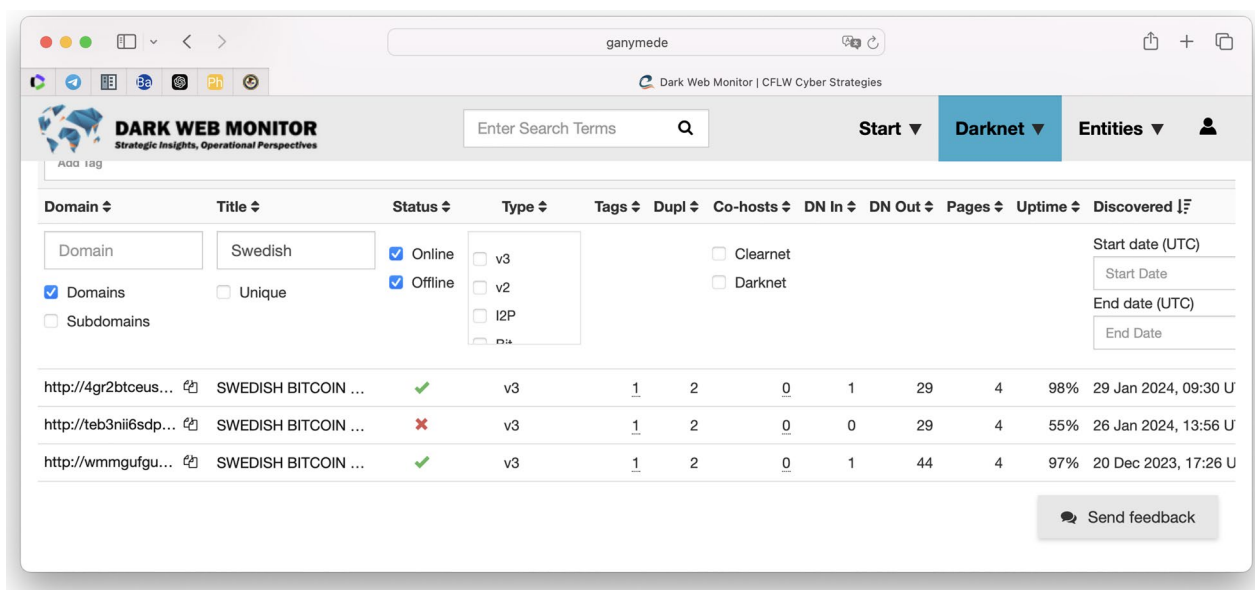 ganymede
Ba Ph Dark Web Monitor | CFLW Cyber Strategies
DARK WEB MONITOR
Strategic Insights, Operational Perspectives
Enter Search Terms
Start ▼ Darknet ▼ Entities ▼
Add Tag
Domain Title Status Type Tags Dupl Co-hosts DN In DN Out Pages Uptime Discovered
Domain Swedish Online v3 Clearnet Start date (UTC)
Domains Unique Offline v2 Darknet Start Date
Subdomains I2P End date (UTC)
Bit End Date
http://4gr2btceus... SWEDISH BITCOIN ... v3 1 2 0 1 29 4 98% 29 Jan 2024, 09:30 U
http://teb3nii6sdp... SWEDISH BITCOIN ... v3 1 2 0 0 29 4 55% 26 Jan 2024, 13:56 U
http://wmmgufgu... SWEDISH BITCOIN ... v3 1 2 0 1 44 4 97% 20 Dec 2023, 17:26 U
Send feedback